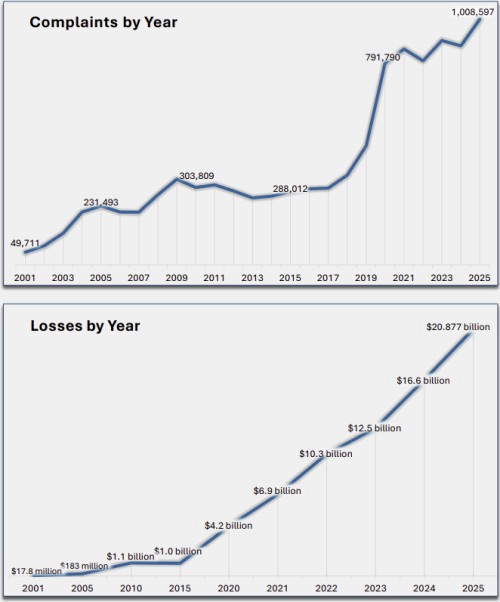 Complaints by Year
1,008,597
791,790
303,809
288,012
231,493
49,711
2001 2003 2005 2007 2009 2011 2013 2015 2017 2019 2021 2023 2025
Losses by Year
$20.877 billion
$16.6 billion
$12.5 billion
$10.3 billion
$6.9 billion
$4.2 billion
$1.1 billion $1.0 billion
$17.8 million $183 million
2001 2005 2010 2015 2020 2021 2022 2023 2024 2025